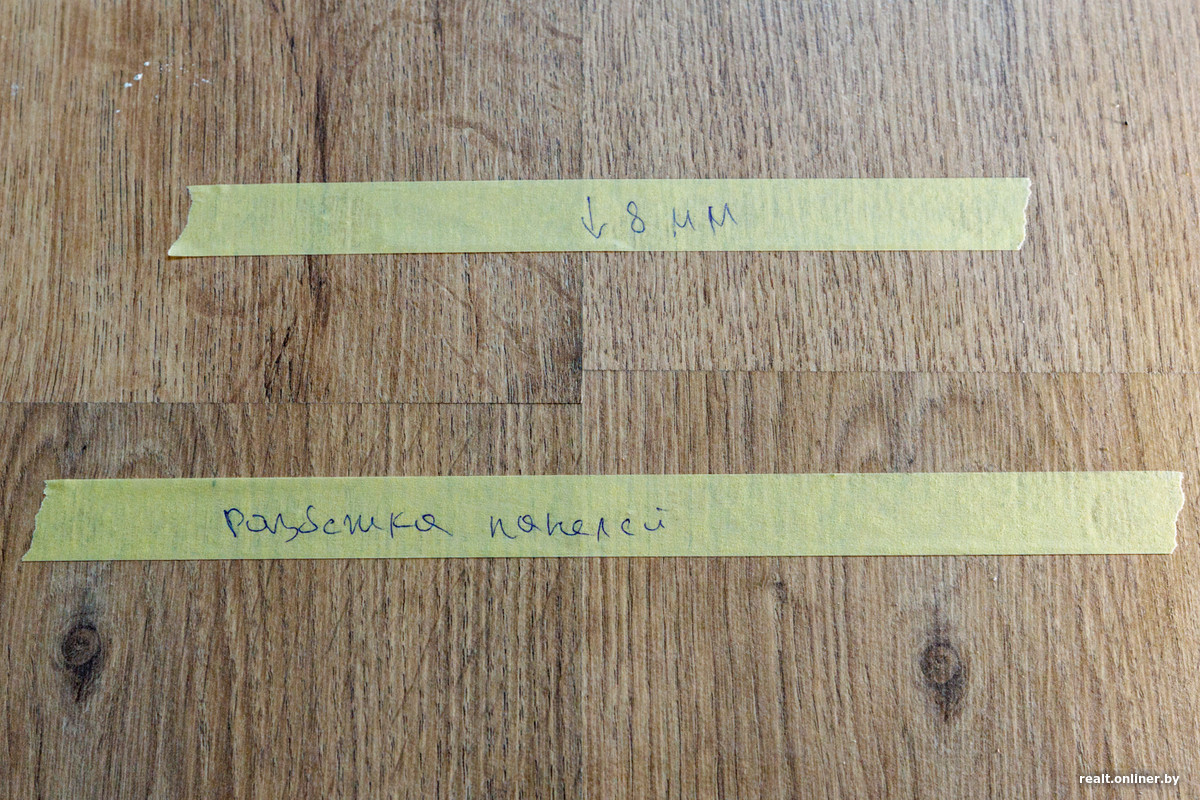 ↓ 8 мм
разбежка панелей
realt.onliner.by